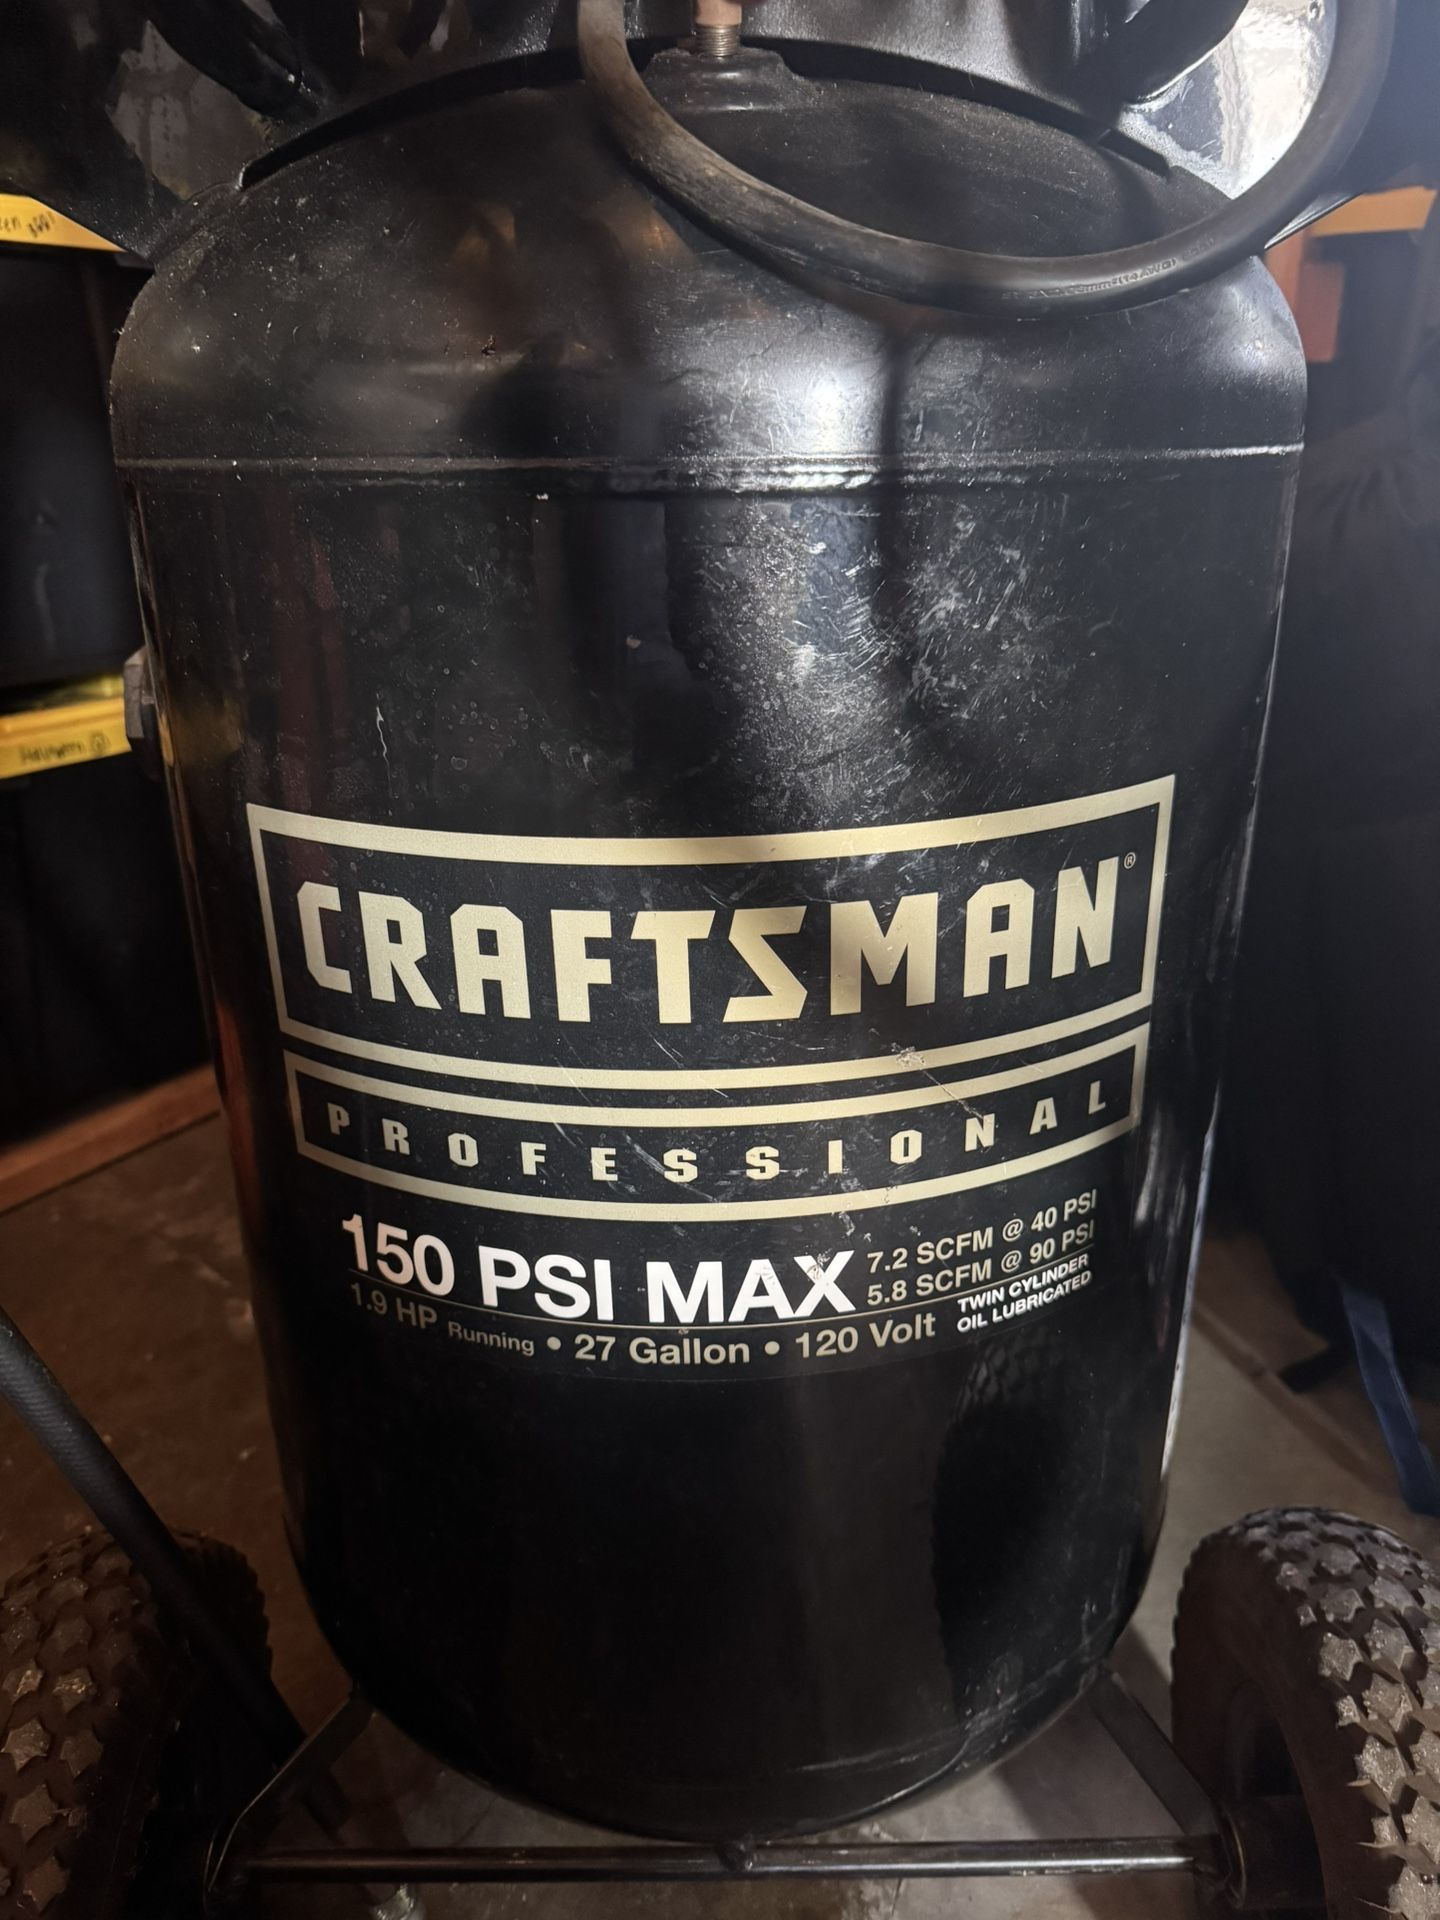 CRAFTSMAN®
PROFESSIONAL
150 PSI MAX
7.2 SCFM @ 40 PSI
5.8 SCFM @ 90 PSI
1.9 HP Running • 27 Gallon • 120 Volt
TWIN CYLINDER
OIL LUBRICATED
(14AWG)